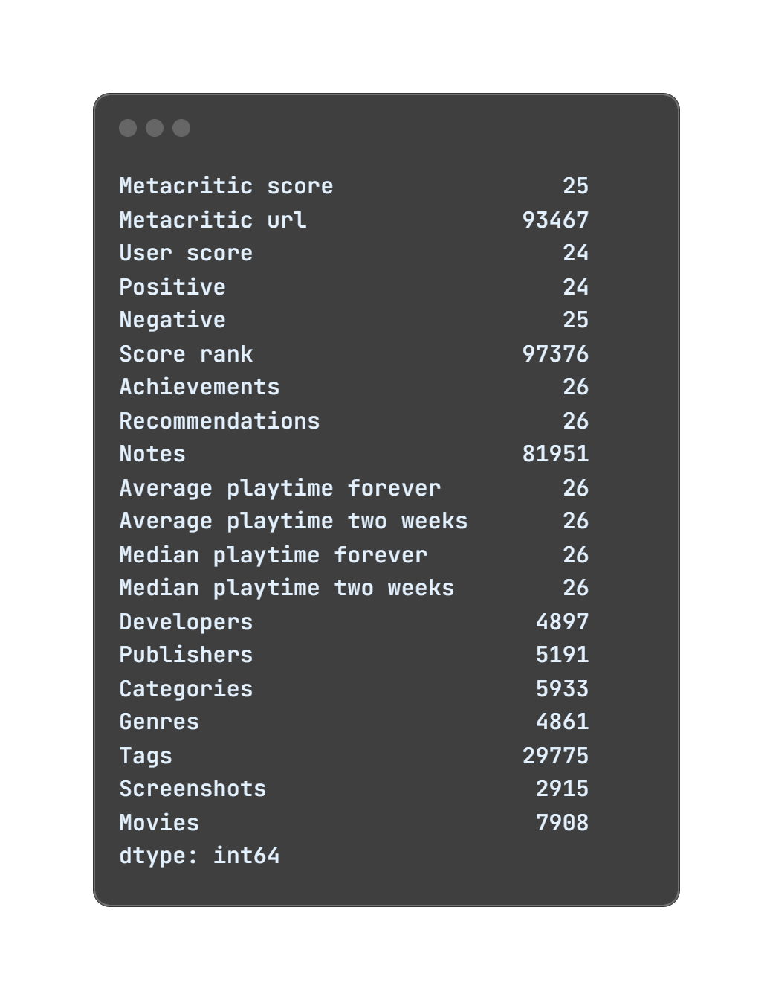 Metacritic score 25
Metacritic url 93467
User score 24
Positive 24
Negative 25
Score rank 97376
Achievements 26
Recommendations 26
Notes 81951
Average playtime forever 26
Average playtime two weeks 26
Median playtime forever 26
Median playtime two weeks 26
Developers 4897
Publishers 5191
Categories 5933
Genres 4861
Tags 29775
Screenshots 2915
Movies 7908
dtype: int64